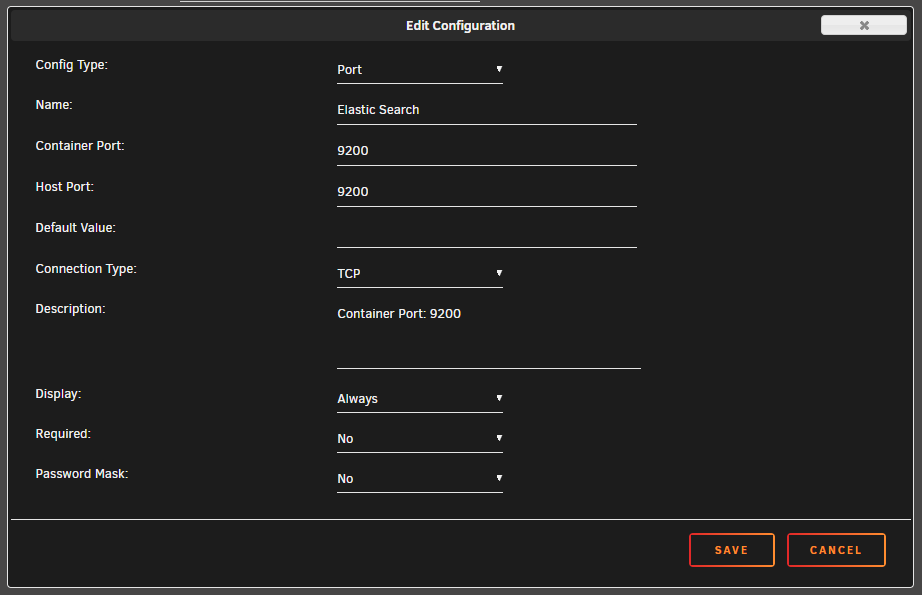 Edit Configuration
Config Type: Port
Name: Elastic Search
Container Port: 9200
Host Port: 9200
Default Value:
Connection Type: TCP
Description: Container Port: 9200
Display: Always
Required: No
Password Mask: No
SAVE CANCEL